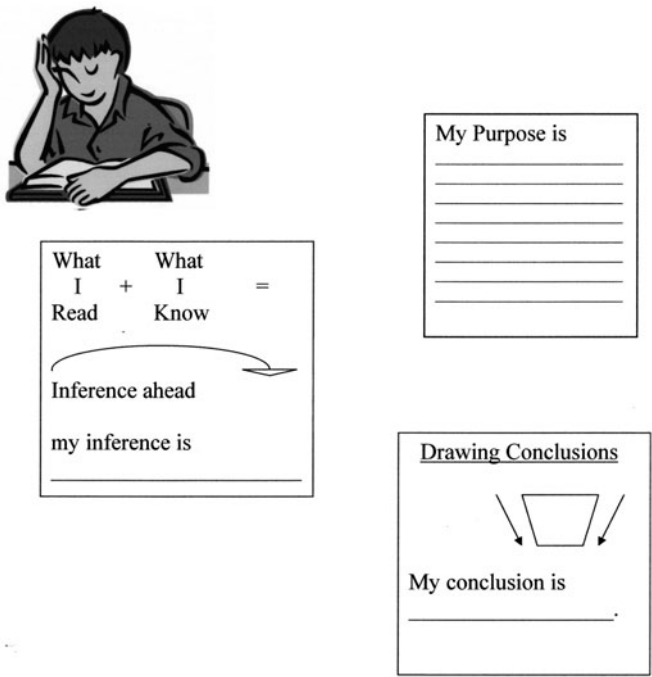 My Purpose is
What What
I + I =
Read Know
Inference ahead
my inference is
Drawing Conclusions
My conclusion is
.